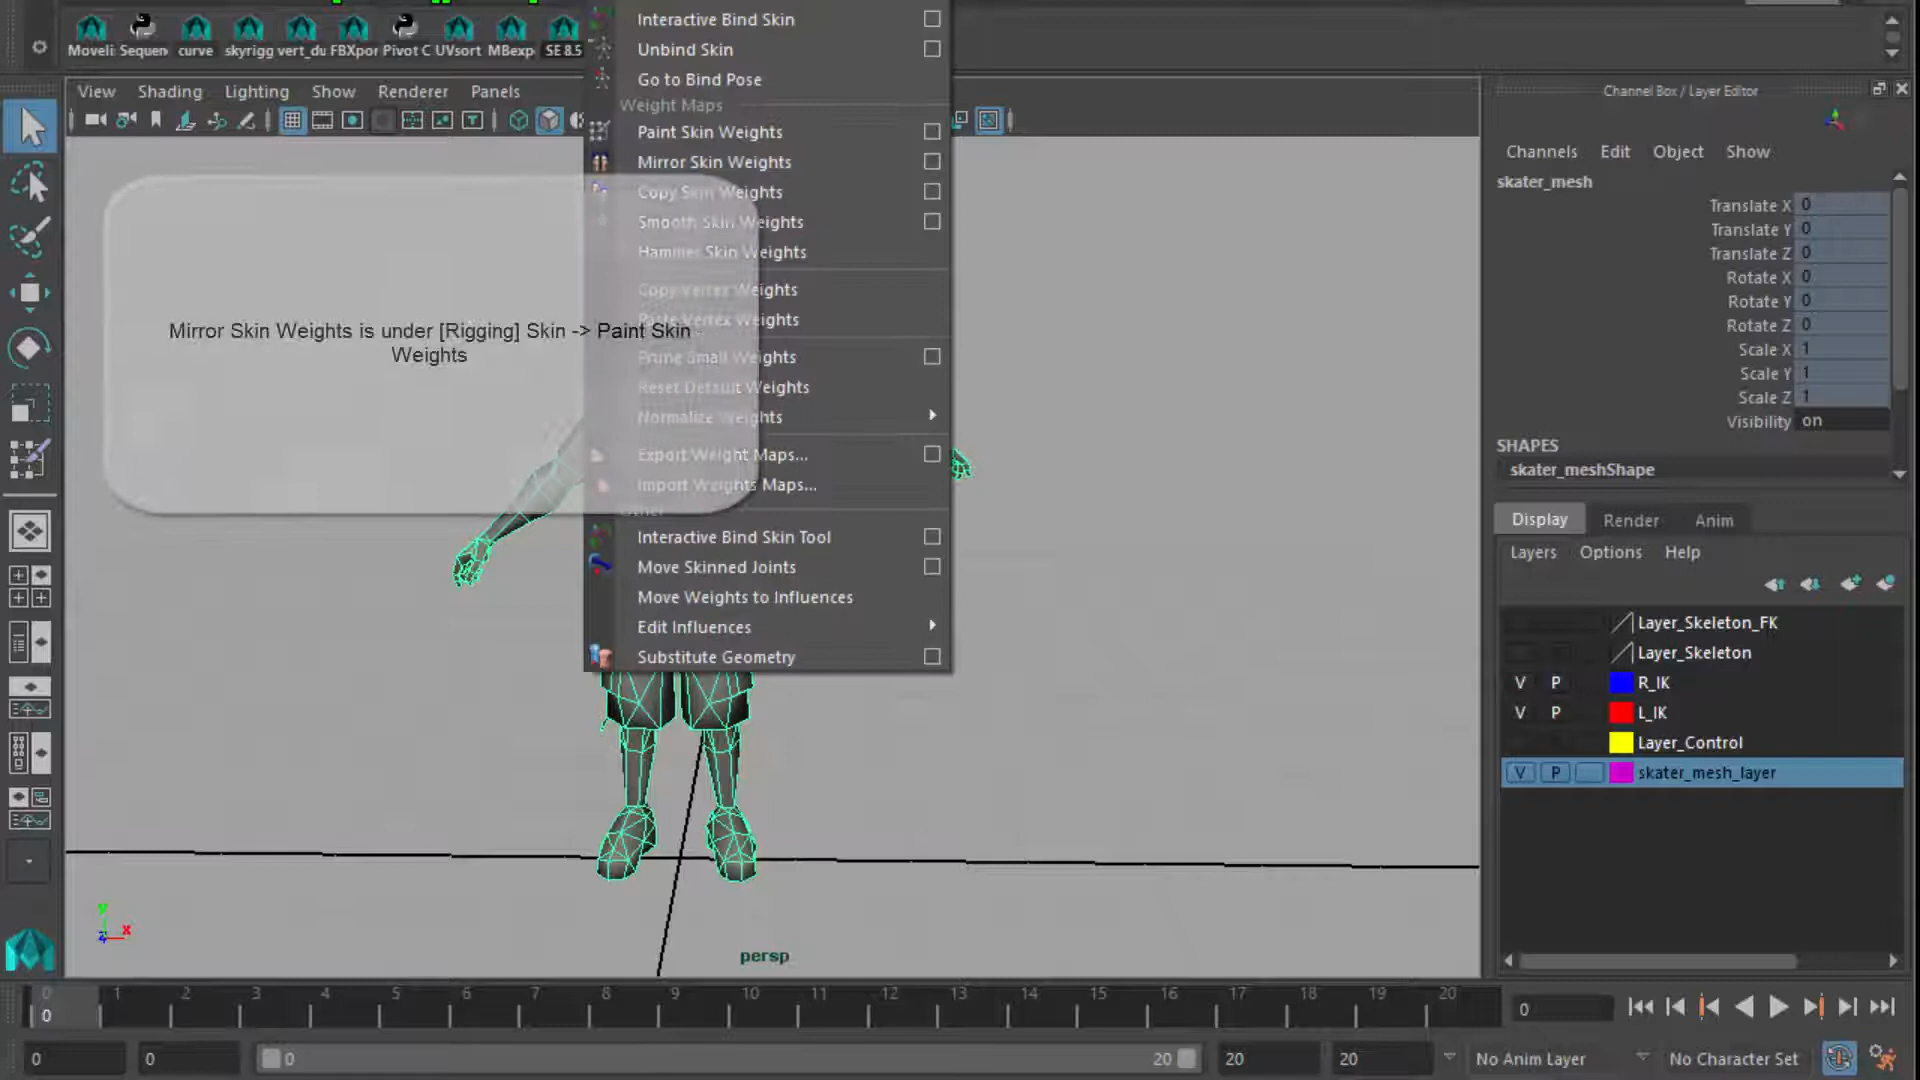 Moveli Sequen curve skyrigg vert_du FBXpor Pivot C UVsort MBexp SE 8.5
View Shading Lighting Show Renderer Panels
Interactive Bind Skin
Unbind Skin
Go to Bind Pose
Weight Maps
Paint Skin Weights
Mirror Skin Weights
Copy Skin Weights
Smooth Skin Weights
Hammer Skin Weights
Copy Vertex Weights
Paste Vertex Weights
Prune Small Weights
Reset Default Weights
Normalize Weights
Export Weight Maps...
Import Weights Maps...
Other
Interactive Bind Skin Tool
Move Skinned Joints
Move Weights to Influences
Edit Influences
Substitute Geometry
Mirror Skin Weights is under [Rigging] Skin -> Paint Skin
Weights
y
z x
persp
Channel Box / Layer Editor
Channels Edit Object Show
skater_mesh
Translate X 0
Translate Y 0
Translate Z 0
Rotate X 0
Rotate Y 0
Rotate Z 0
Scale X 1
Scale Y 1
Scale Z 1
Visibility on
SHAPES
skater_meshShape
Display Render Anim
Layers Options Help
Layer_Skeleton_FK
Layer_Skeleton
V P R_IK
V P L_IK
Layer_Control
V P skater_mesh_layer
0 1 2 3 4 5 6 7 8 9 10 11 12 13 14 15 16 17 18 19 20
0 0
0 0 0 20 20 20 No Anim Layer No Character Set